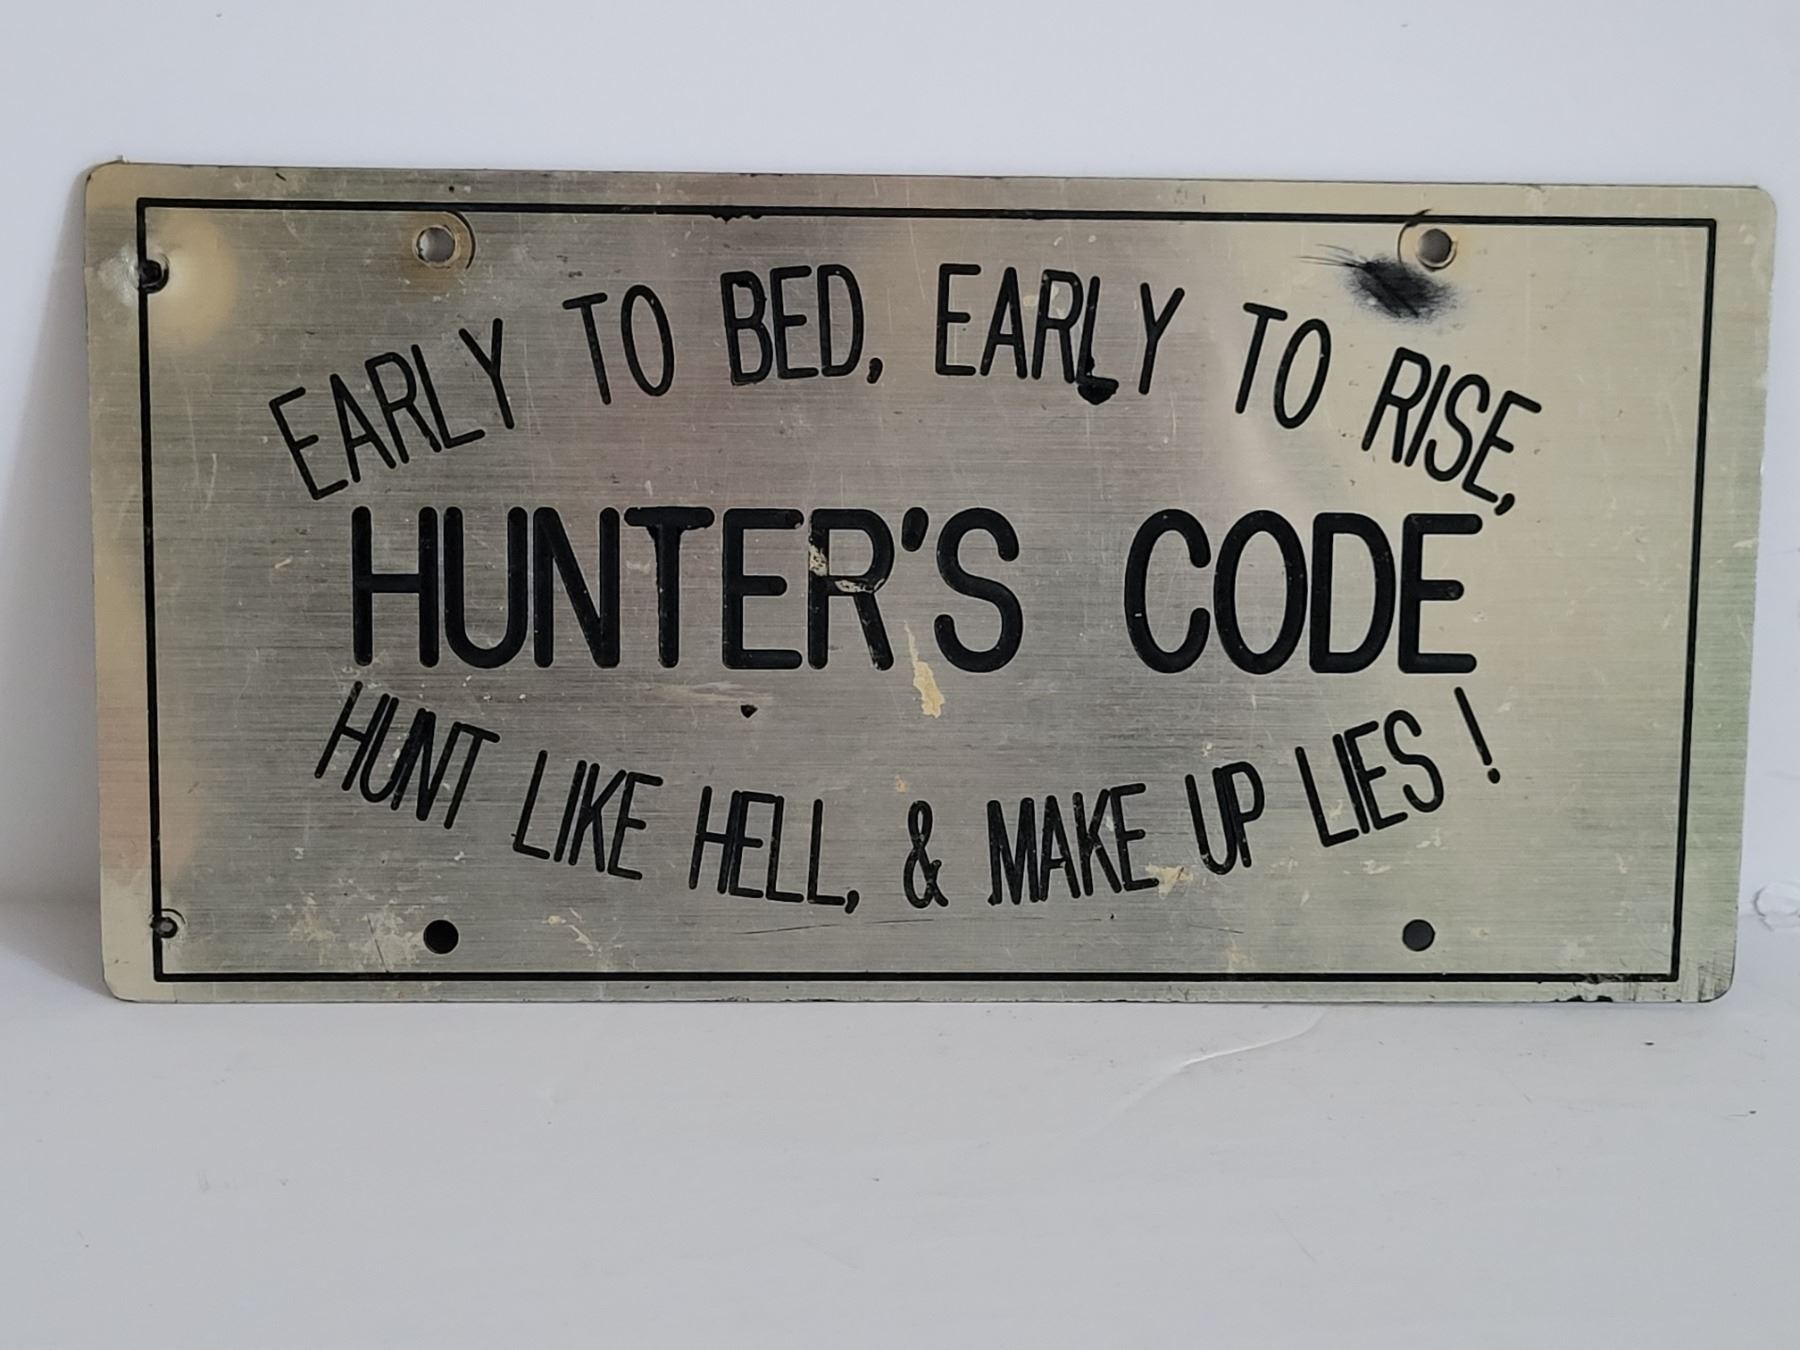 EARLY TO BED, EARLY TO RISE,
HUNTER'S CODE
HUNT LIKE HELL, & MAKE UP LIES !